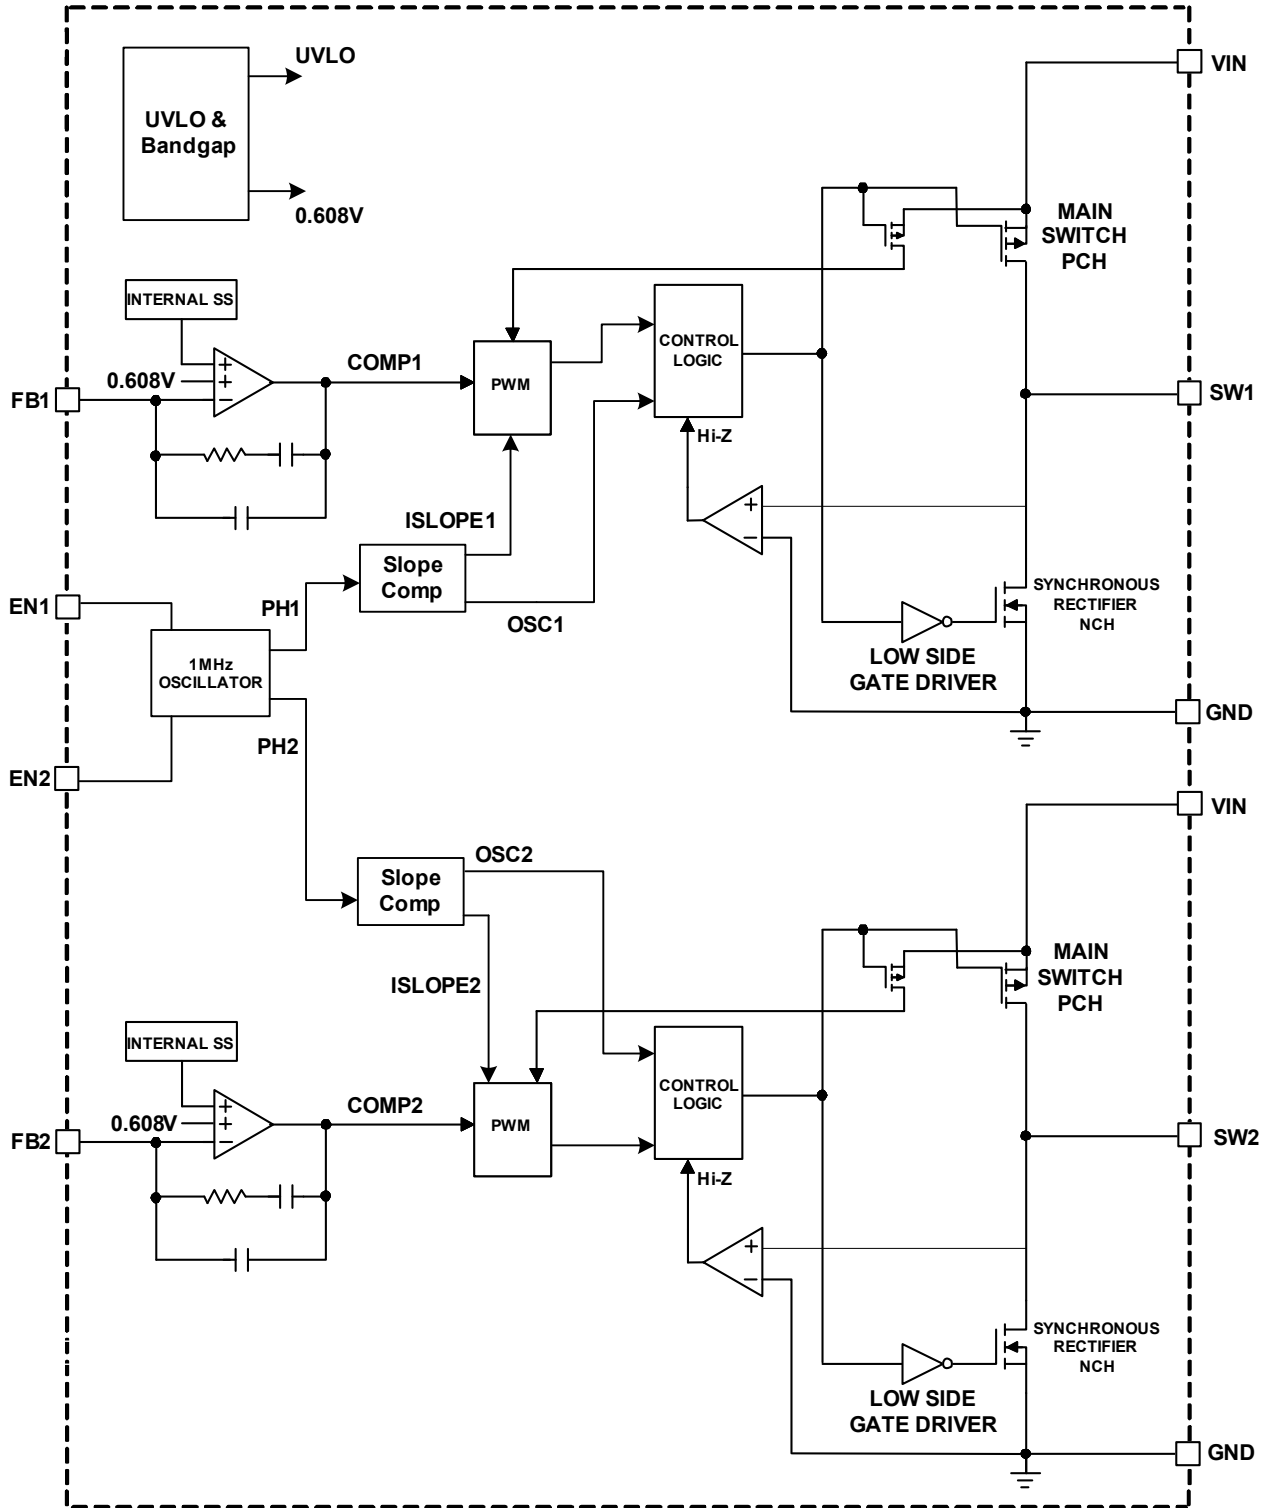 UVLO
VIN
UVLO &
Bandgap
0.608V
MAIN
SWITCH
PCH
INTERNAL SS
+
+
−
0.608V
COMP1
PWM
CONTROL
LOGIC
FB1
SW1
Hi-Z
+
−
ISLOPE1
Slope
Comp
SYNCHRONOUS
RECTIFIER
NCH
EN1
PH1
OSC1
1MHz
OSCILLATOR
LOW SIDE
GATE DRIVER
GND
PH2
EN2
VIN
OSC2
Slope
Comp
MAIN
SWITCH
PCH
ISLOPE2
INTERNAL SS
+
+
−
0.608V
COMP2
PWM
CONTROL
LOGIC
FB2
SW2
Hi-Z
+
−
SYNCHRONOUS
RECTIFIER
NCH
LOW SIDE
GATE DRIVER
GND